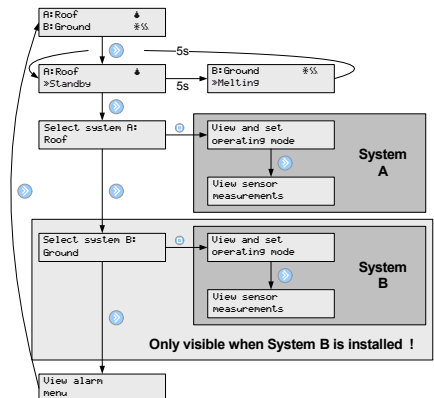 A:Roof
B:Ground
5s
A:Roof
»Standby
5s
B:Ground
»Melting
Select system A:
Roof
View and set
operating mode
View sensor
measurements
System
A
Select system B:
Ground
View and set
operating mode
View sensor
measurements
System
B
Only visible when System B is installed !
View alarm
menu